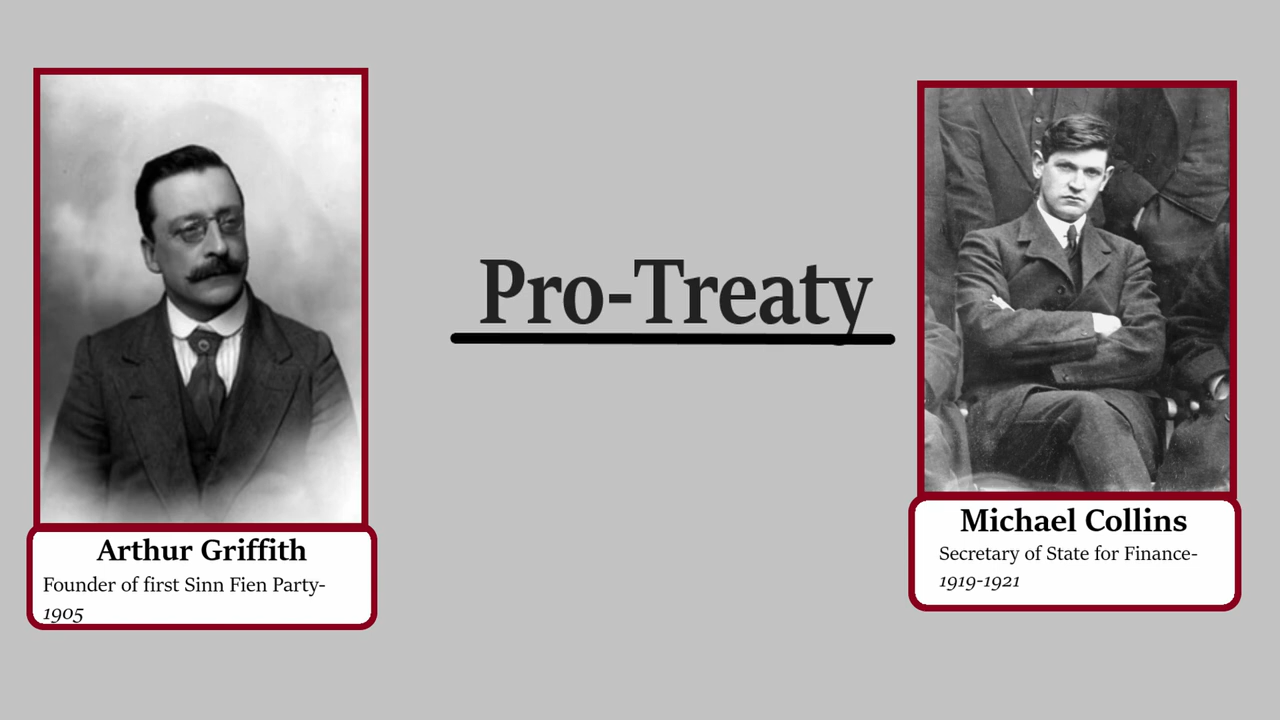 Pro-Treaty
Arthur Griffith
Founder of first Sinn Fien Party-
1905
Michael Collins
Secretary of State for Finance-
1919-1921